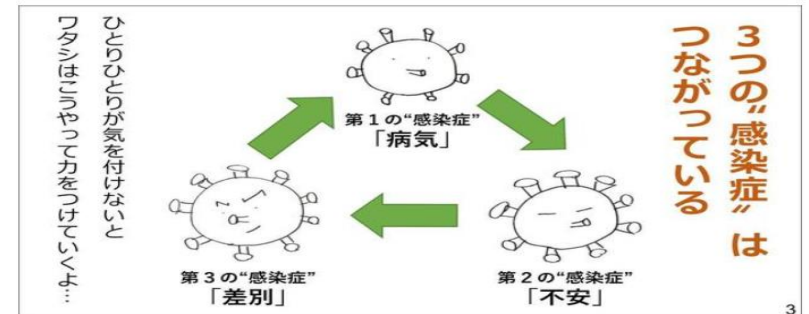 ３つの“感染症”は
つながっている
第１の“感染症”
「病気」
第２の“感染症”
「不安」
第３の“感染症”
「差別」
ひとりひとりが気を付けないと
ワタシはこうやって力をつけていくよ…
3